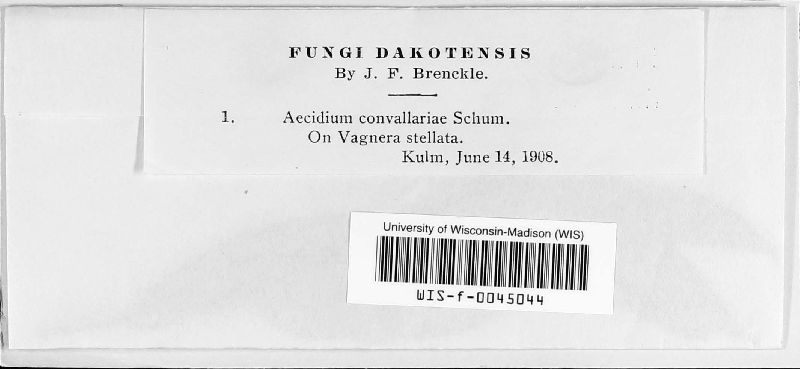 FUNGI DAKOTENSIS
By J. F. Brenckle.
1. Aecidium convallariae Schum.
On Vagnera stellata.
Kulm, June 14, 1908.
University of Wisconsin-Madison (WIS)
WIS-f-0045044